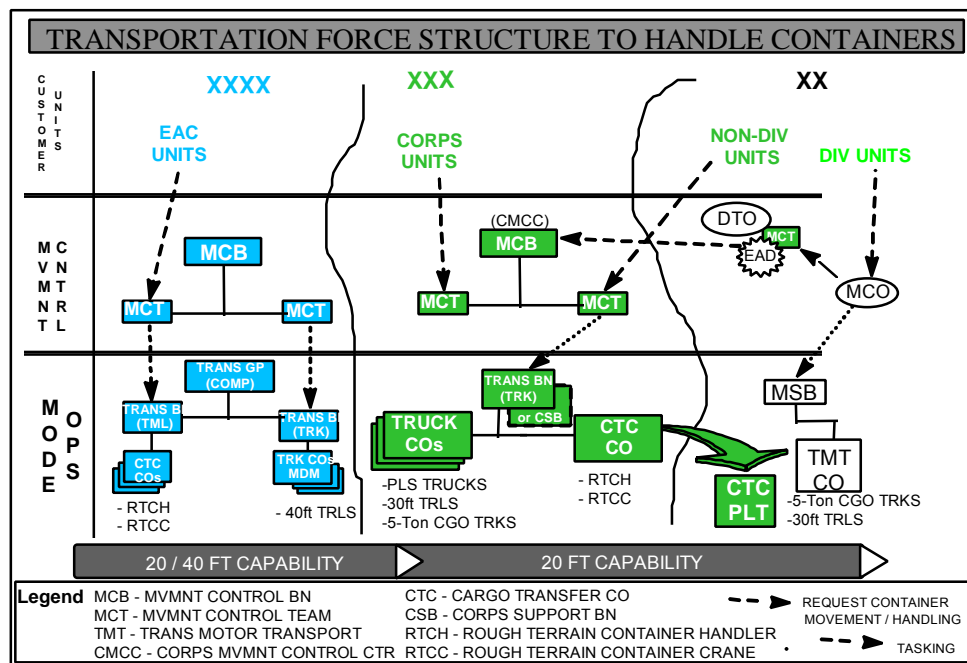 TRANSPORTATION FORCE STRUCTURE TO HANDLE CONTAINERS
CUSTOMER
UNITS
XXXX
XXX
XX
EAC
UNITS
CORPS
UNITS
NON-DIV
UNITS
DIV UNITS
MVMNT
CNTRL
MCB
MCT
MCT
(CMCC)
MCB
MCT
MCT
DTO
MCT
EAD
MCO
MODE
OPS
TRANS GP
(COMP)
TRANS B
(TML)
TRANS B
(TRK)
CTC
COs
TRK COs
MDM
- RTCH
- RTCC
- 40ft TRLS
TRANS BN
(TRK)
or CSB
TRUCK
COs
CTC
CO
-PLS TRUCKS
-30ft TRLS
-5-Ton CGO TRKS
- RTCH
- RTCC
MSB
TMT
CO
CTC
PLT
-5-Ton CGO TRKS
-30ft TRLS
20 / 40 FT CAPABILITY
20 FT CAPABILITY
Legend
MCB - MVMNT CONTROL BN
MCT - MVMNT CONTROL TEAM
TMT - TRANS MOTOR TRANSPORT
CMCC - CORPS MVMNT CONTROL CTR
CTC - CARGO TRANSFER CO
CSB - CORPS SUPPORT BN
RTCH - ROUGH TERRAIN CONTAINER HANDLER
RTCC - ROUGH TERRAIN CONTAINER CRANE
REQUEST CONTAINER
MOVEMENT / HANDLING
TASKING